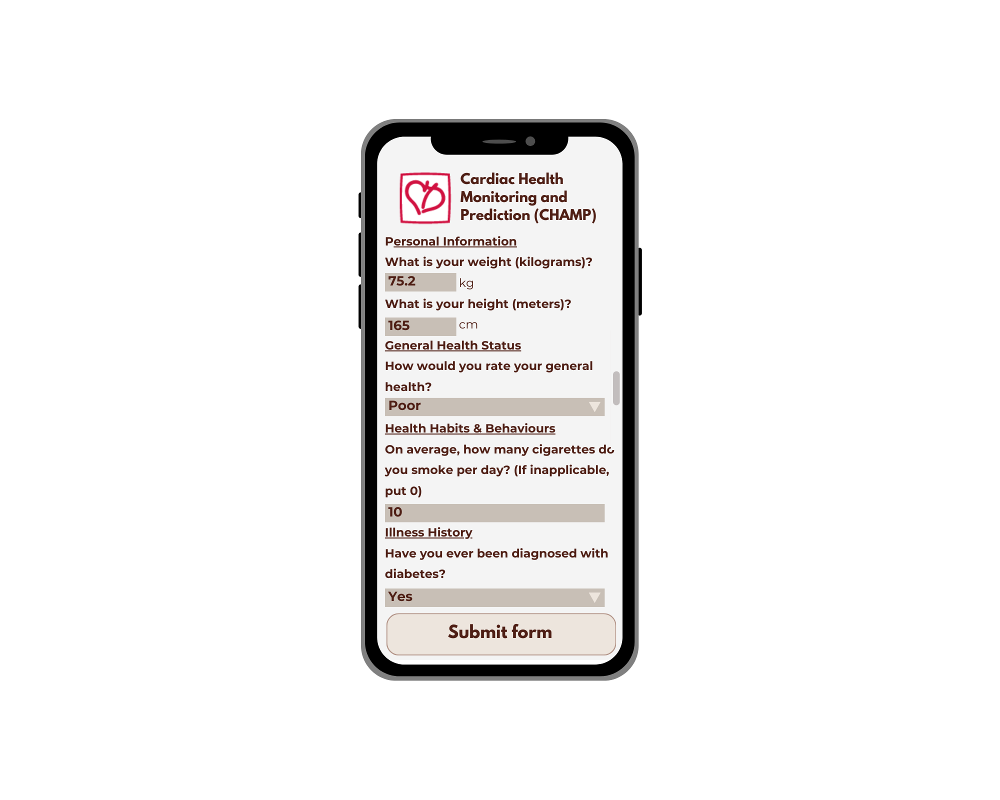 Cardiac Health
Monitoring and
Prediction (CHAMP)
Personal Information
What is your weight (kilograms)?
75.2 kg
What is your height (meters)?
165 cm
General Health Status
How would you rate your general
health?
Poor
Health Habits & Behaviours
On average, how many cigarettes do
you smoke per day? (If inapplicable,
put 0)
10
Illness History
Have you ever been diagnosed with
diabetes?
Yes
Submit form